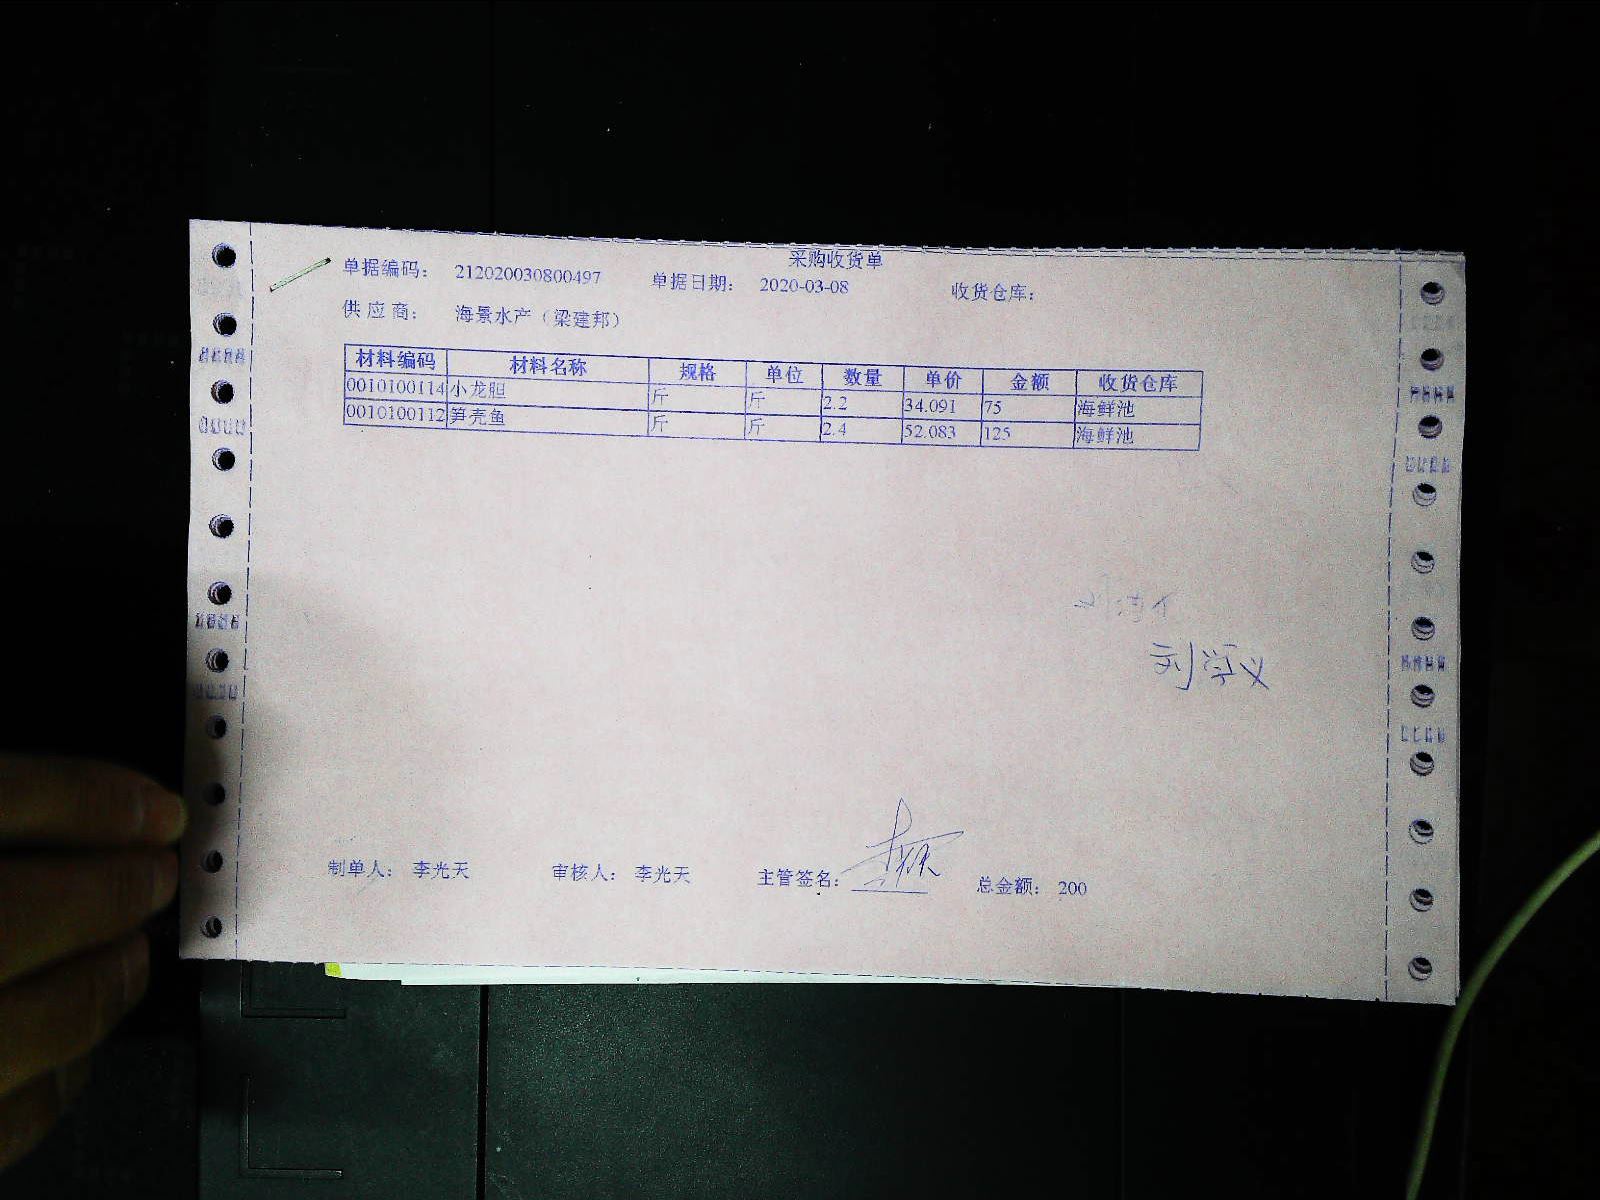 采购收货单
单据编码： 212020030800497 单据日期： 2020-03-08 收货仓库：
供应商： 海景水产（梁建邦）
材料编码 材料名称 规格 单位 数量 单价 金额 收货仓库
0010100114 小龙胆 斤 斤 2.2 34.091 75 海鲜池
0010100112 笋壳鱼 斤 斤 2.4 52.083 125 海鲜池
刘学义
制单人： 李光天 审核人： 李光天 主管签名： 总金额： 200